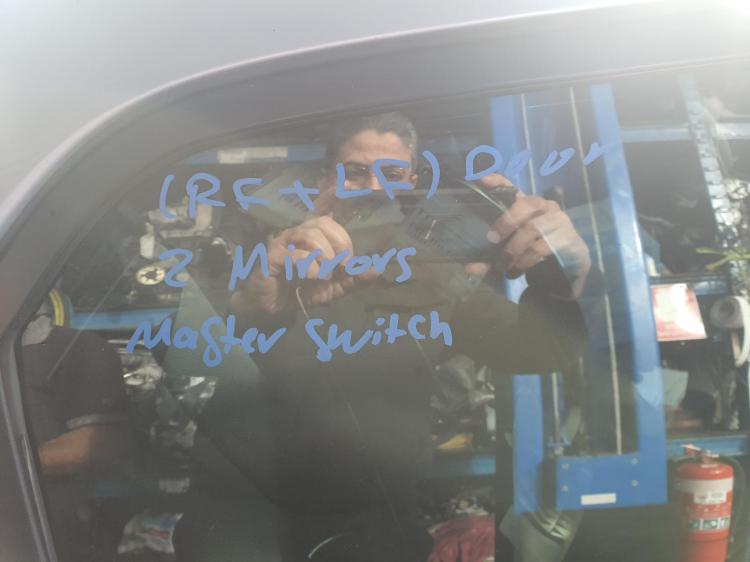 (RF + LF) Door
2 Mirrors
Master Switch